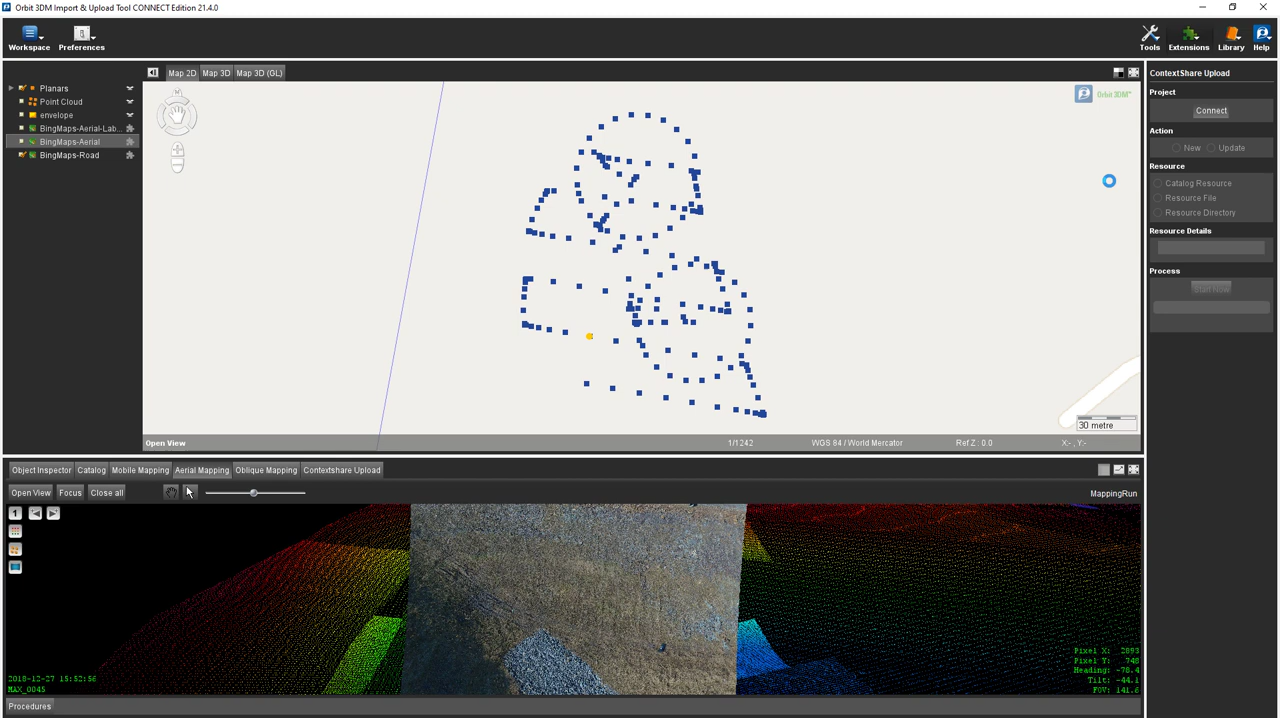 Orbit 3DM Import & Upload Tool CONNECT Edition 21.4.0
Workspace
Preferences
Tools
Extensions
Library
Help
Planars
Point Cloud
envelope
BingMaps-Aerial-Lab...
BingMaps-Aerial
BingMaps-Road
Map 2D
Map 3D
Map 3D (GL)
N
Orbit 3DM™
30 metre
Open View
1/1242
WGS 84 / World Mercator
Ref Z : 0.0
X:- , Y:-
ContextShare Upload
Project
Connect
Action
New
Update
Resource
Catalog Resource
Resource File
Resource Directory
Resource Details
Process
Start Now
Object Inspector
Catalog
Mobile Mapping
Aerial Mapping
Oblique Mapping
Contextshare Upload
Open View
Focus
Close all
MappingRun
1
2018-12-27 15:52:56
MAX_0045
Pixel X: 2893
Pixel Y: 748
Heading: -78.4
Tilt: -44.1
FOV: 141.6
Procedures